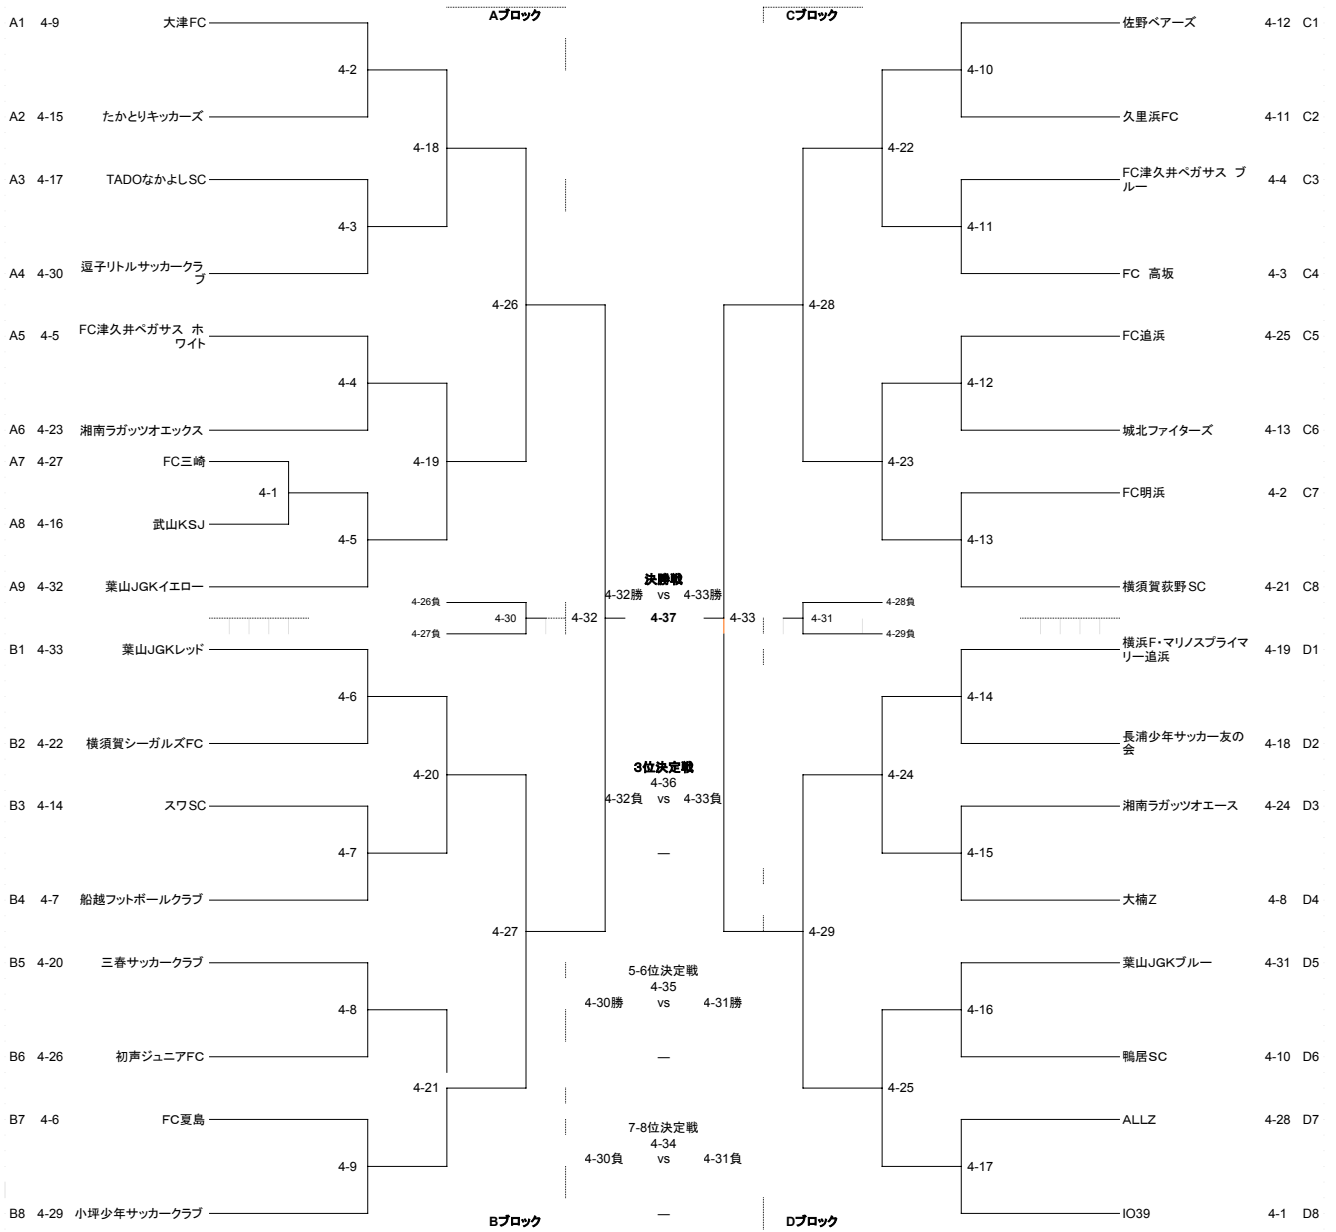 Aブロック
Cブロック
A1 4-9 大津FC
佐野ベアーズ 4-12 C1
4-2
4-10
A2 4-15 たかとりキッカーズ
久里浜FC 4-11 C2
4-18
4-22
A3 4-17 TADOなかよしSC
FC津久井ペガサス ブ
ルー
4-4 C3
4-3
4-11
A4 4-30 逗子リトルサッカークラ
ブ
FC 高坂 4-3 C4
4-26
4-28
A5 4-5 FC津久井ペガサス ホ
ワイト
FC追浜 4-25 C5
4-4
4-12
A6 4-23 湘南ラガッツオエックス
城北ファイターズ 4-13 C6
A7 4-27 FC三崎
4-19
4-23
4-1
FC明浜 4-2 C7
A8 4-16 武山KSJ
4-5
4-13
A9 4-32 葉山JGKイエロー
決勝戦
4-32勝 vs 4-33勝
横須賀荻野SC 4-21 C8
4-26負
4-28負
4-30
4-32
4-37
4-33
4-31
4-27負
4-29負
B1 4-33 葉山JGKレッド
横浜F・マリノスプライマ
リー追浜
4-19 D1
4-6
4-14
B2 4-22 横須賀シーガルズFC
長浦少年サッカー友の
会
4-18 D2
4-20
3位決定戦
4-36
4-32負 vs 4-33負
4-24
B3 4-14 スワSC
湘南ラガッツオエース 4-24 D3
4-7
—
4-15
B4 4-7 船越フットボールクラブ
大楠Z 4-8 D4
4-27
4-29
B5 4-20 三春サッカークラブ
5-6位決定戦
4-35
4-30勝 vs 4-31勝
葉山JGKブルー 4-31 D5
4-8
4-16
B6 4-26 初声ジュニアFC
—
鴨居SC 4-10 D6
4-21
4-25
B7 4-6 FC夏島
7-8位決定戦
4-34
4-30負 vs 4-31負
ALLZ 4-28 D7
4-9
4-17
B8 4-29 小坪少年サッカークラブ
—
IO39 4-1 D8
Bブロック
Dブロック